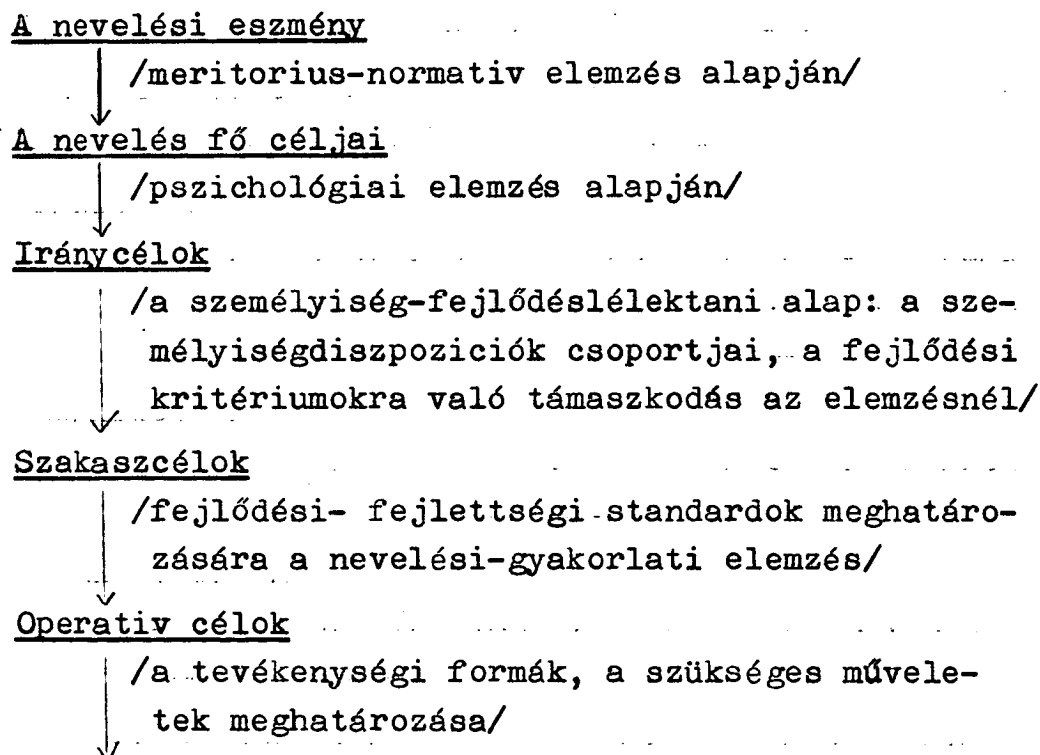 A nevelési eszmény
/meritorius-normativ elemzés alapján/
A nevelés fő céljai
/pszichológiai elemzés alapján/
Iránycélok
/a személyiség-fejlődéslélektani alap: a sze-
mélyiségdiszpoziciók csoportjai, a fejlődési
kritériumokra való támaszkodás az elemzésnél/
Szakaszcélok
/fejlődési- fejlettségi standardok meghatáro-
zására a nevelési-gyakorlati elemzés/
Operativ célok
/a tevékenységi formák, a szükséges művele-
tek meghatározása/